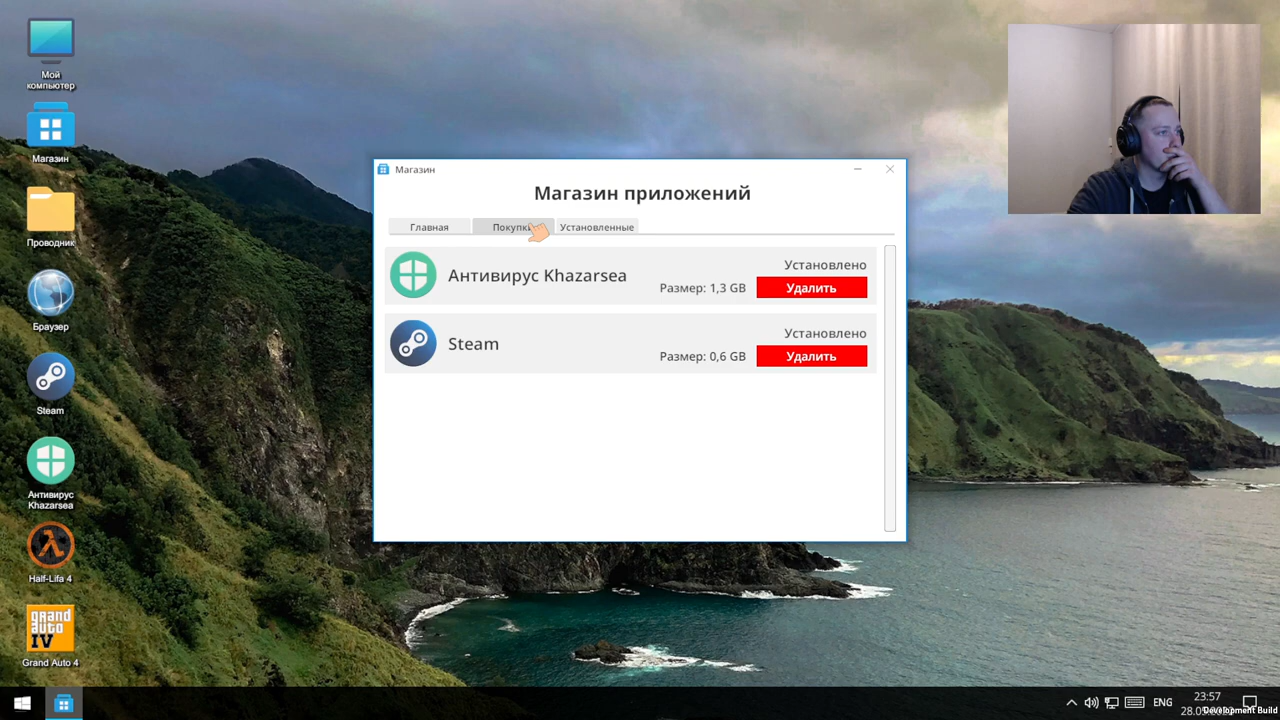 Мой
компьютер
Магазин
Проводник
Браузер
Steam
Антивирус
Khazarsea
Half-Lifa 4
grand
auto
IV
Grand Auto 4
Магазин
Магазин приложений
Главная
Покупки
Установленные
Антивирус Khazarsea
Размер: 1,3 GB
Установлено
Удалить
Steam
Размер: 0,6 GB
Установлено
Удалить
ENG
23:57
Development Build